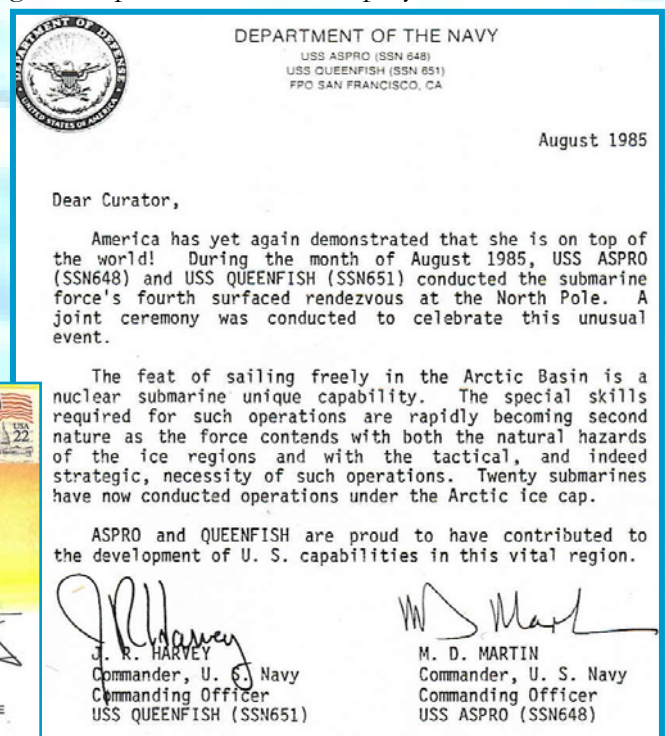 DEPARTMENT OF THE NAVY
USS ASPRO (SSN 648)
USS QUEENFISH (SSN 651)
FPO SAN FRANCISCO, CA
DEPARTMENT OF DEFENSE
UNITED STATES OF AMERICA
August 1985
Dear Curator,
America has yet again demonstrated that she is on top of
the world! During the month of August 1985, USS ASPRO
(SSN648) and USS QUEENFISH (SSN651) conducted the submarine
force's fourth surfaced rendezvous at the North Pole. A
joint ceremony was conducted to celebrate this unusual
event.
The feat of sailing freely in the Arctic Basin is a
nuclear submarine unique capability. The special skills
required for such operations are rapidly becoming second
nature as the force contends with both the natural hazards
of the ice regions and with the tactical, and indeed
strategic, necessity of such operations. Twenty submarines
have now conducted operations under the Arctic ice cap.
ASPRO and QUEENFISH are proud to have contributed to
the development of U. S. capabilities in this vital region.
J. R. HARVEY
Commander, U. S. Navy
Commanding Officer
USS QUEENFISH (SSN651)
M. D. MARTIN
Commander, U. S. Navy
Commanding Officer
USS ASPRO (SSN648)
USA
22